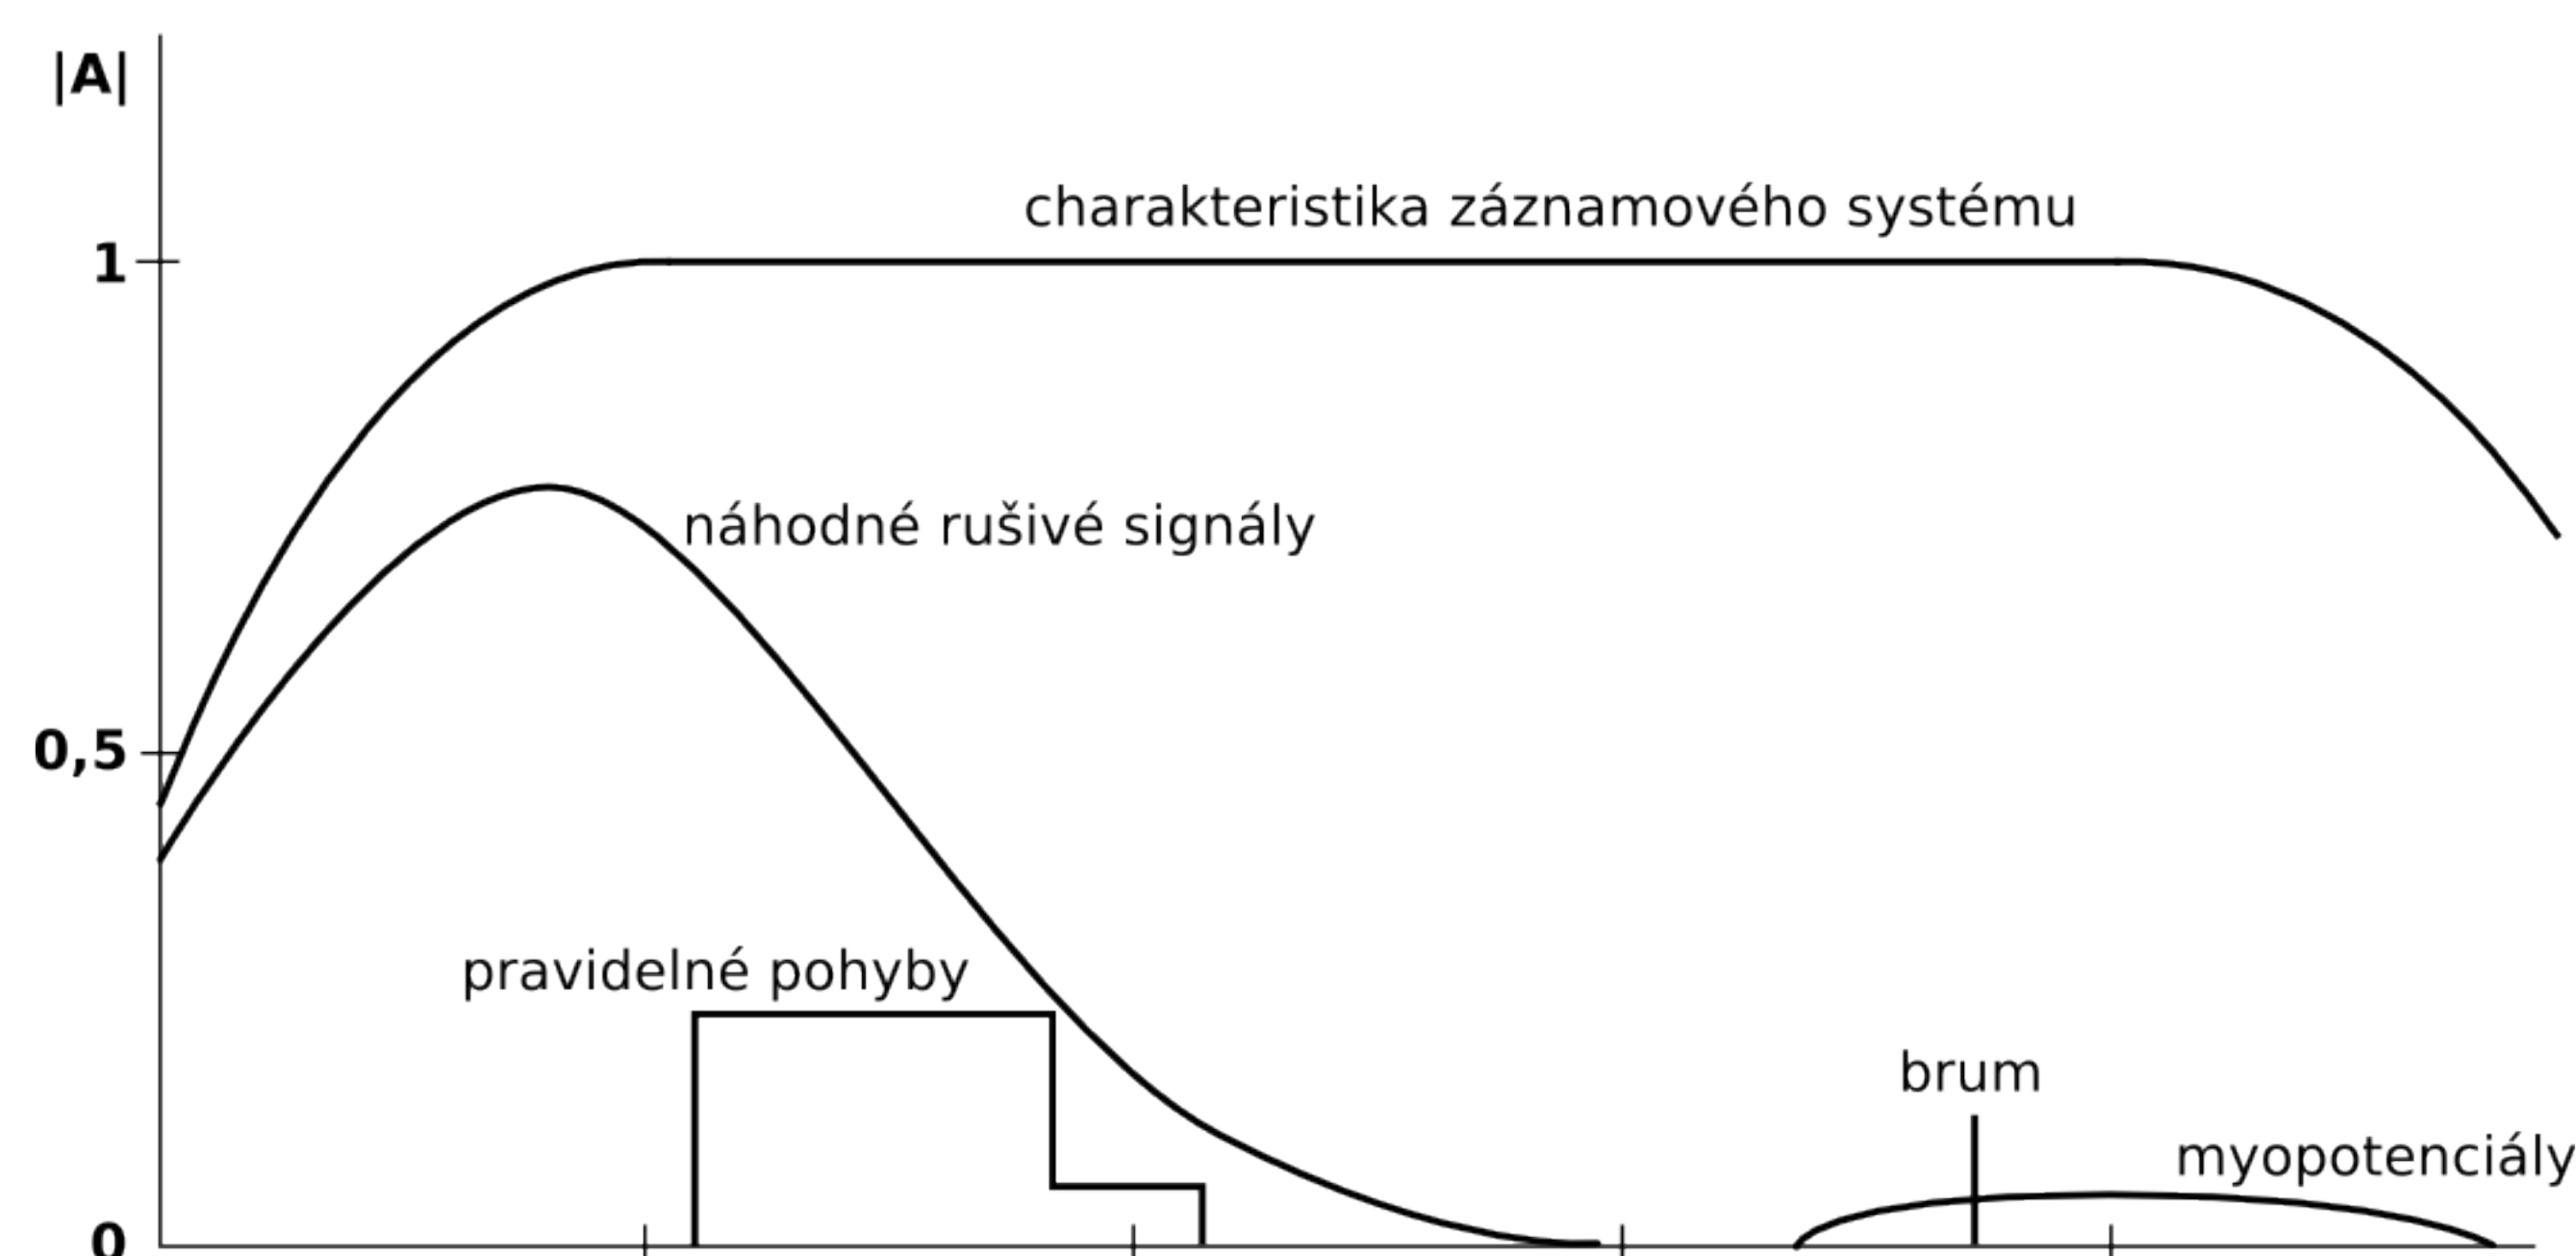 |A|
charakteristika záznamového systému
1
náhodné rušivé signály
0,5
pravidelné pohyby
brum
myopotenciály
0